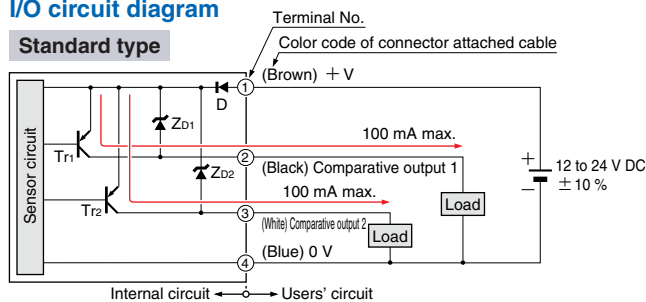 I/O circuit diagram
Terminal No.
Standard type
Color code of connector attached cable
1
(Brown) + V
D
ZD1
100 mA max.
Sensor circuit
Tr1
2
(Black) Comparative output 1
ZD2
+
12 to 24 V DC
100 mA max.
−
± 10 %
Load
Tr2
3
(White) Comparative output 2
Load
(Blue) 0 V
4
Internal circuit
Users' circuit